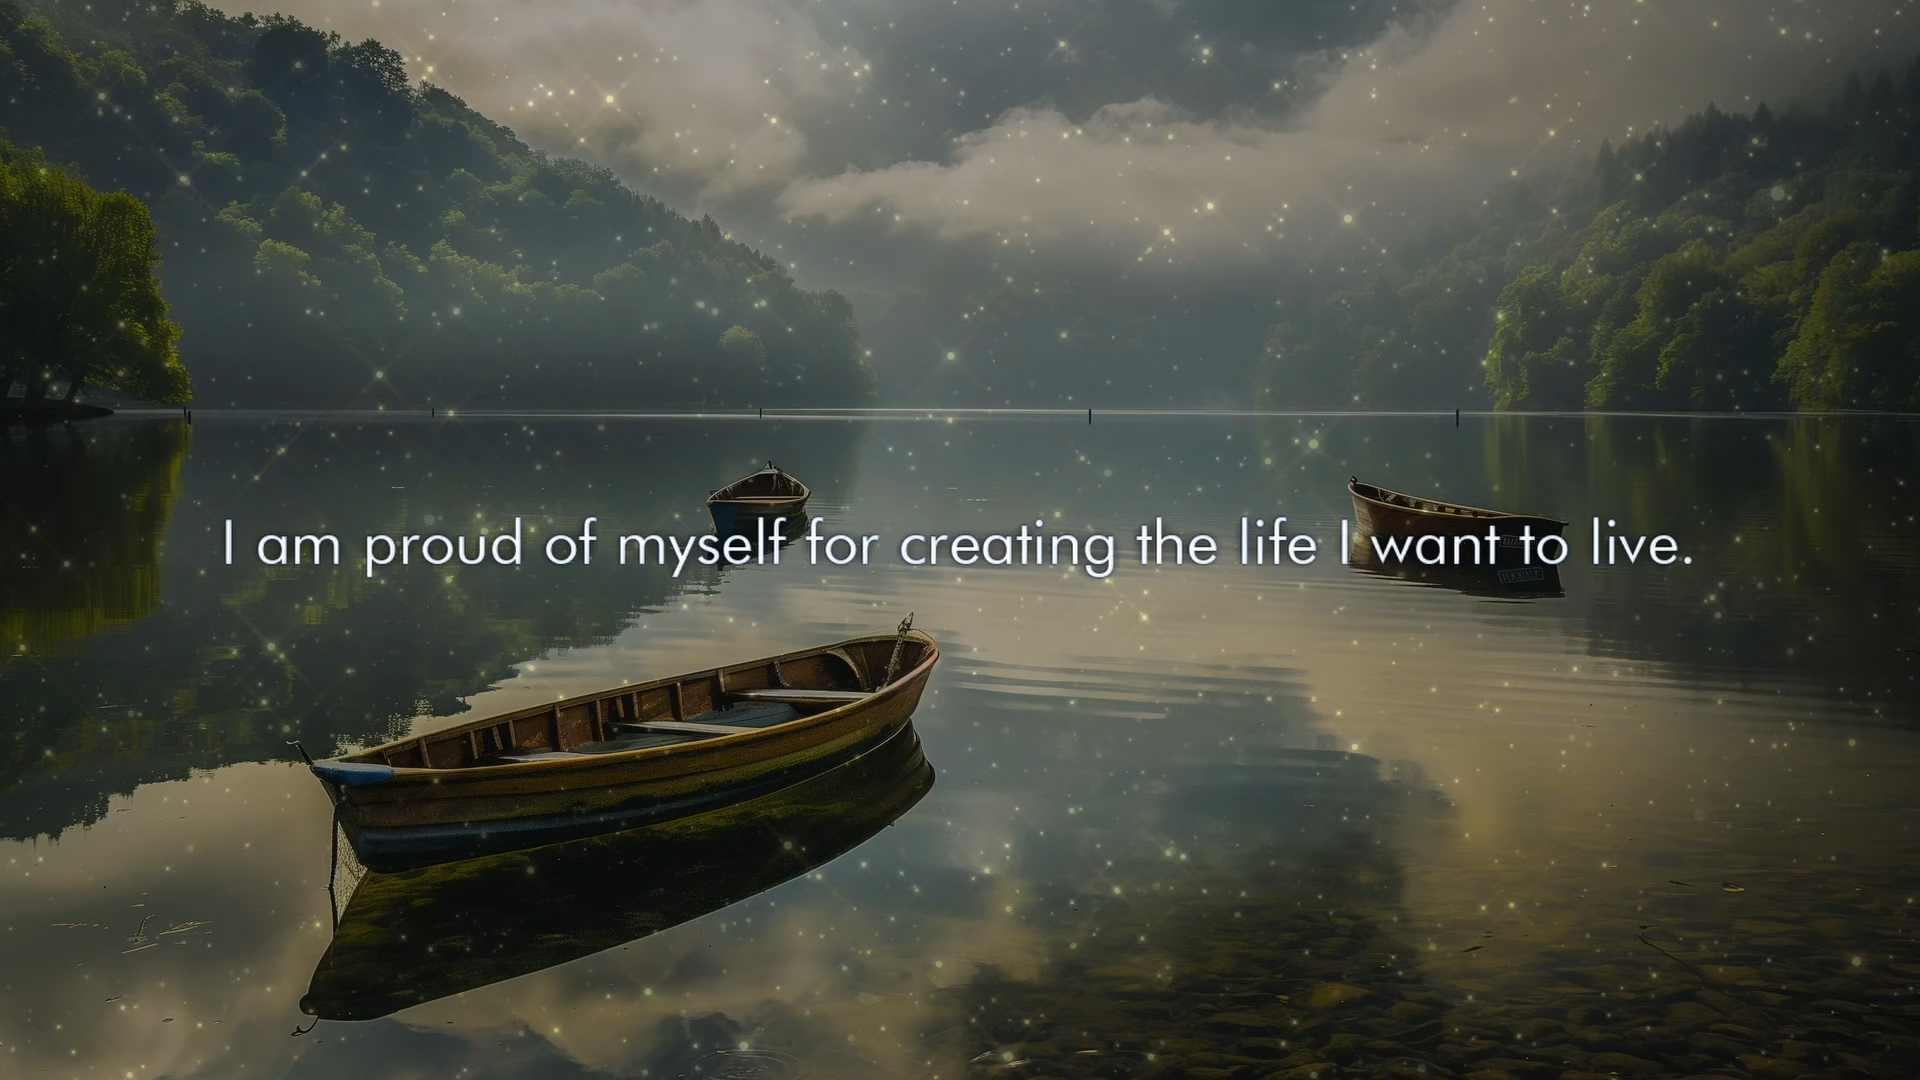 I am proud of myself for creating the life I want to live.